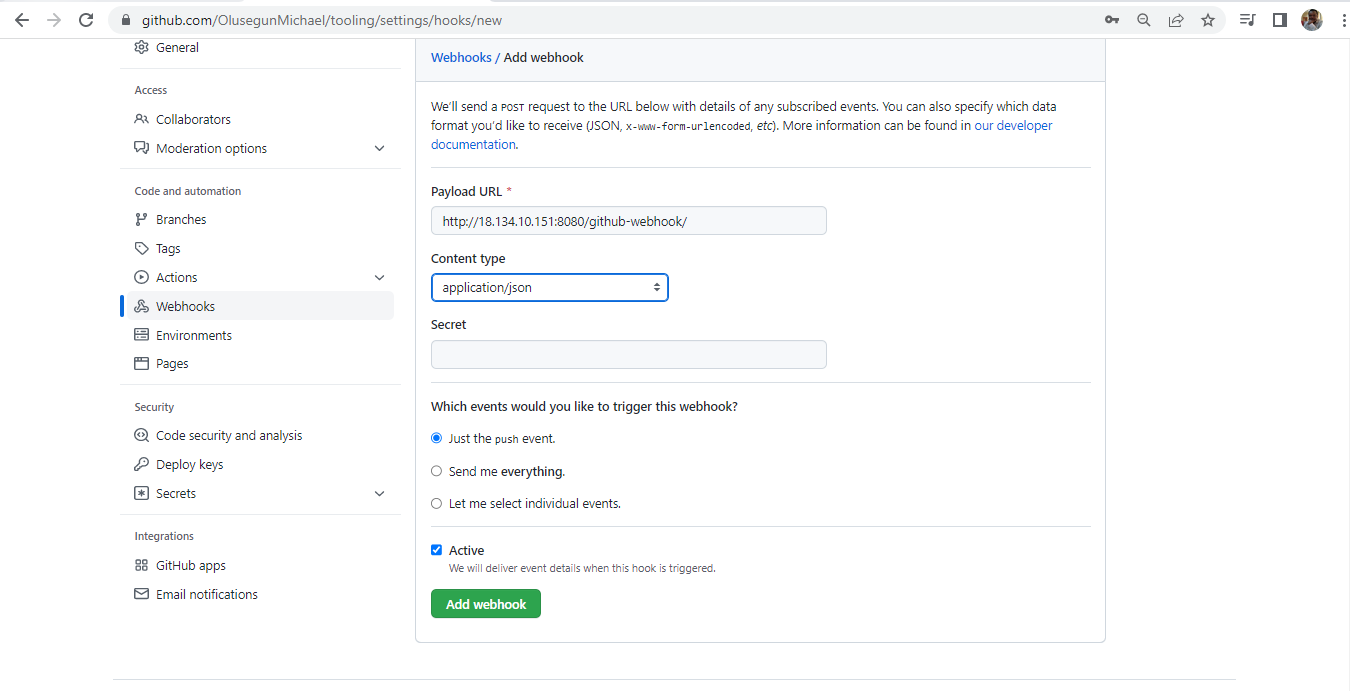 github.com/OlusegunMichael/tooling/settings/hooks/new
General
Access
Collaborators
Moderation options
Code and automation
Branches
Tags
Actions
Webhooks
Environments
Pages
Security
Code security and analysis
Deploy keys
Secrets
Integrations
GitHub apps
Email notifications
Webhooks / Add webhook
We'll send a POST request to the URL below with details of any subscribed events. You can also specify which data
format you'd like to receive (JSON, x-www-form-urlencoded, etc). More information can be found in our developer
documentation.
Payload URL *
http://18.134.10.151:8080/github-webhook/
Content type
application/json
Secret
Which events would you like to trigger this webhook?
Just the push event.
Send me everything.
Let me select individual events.
Active
We will deliver event details when this hook is triggered.
Add webhook